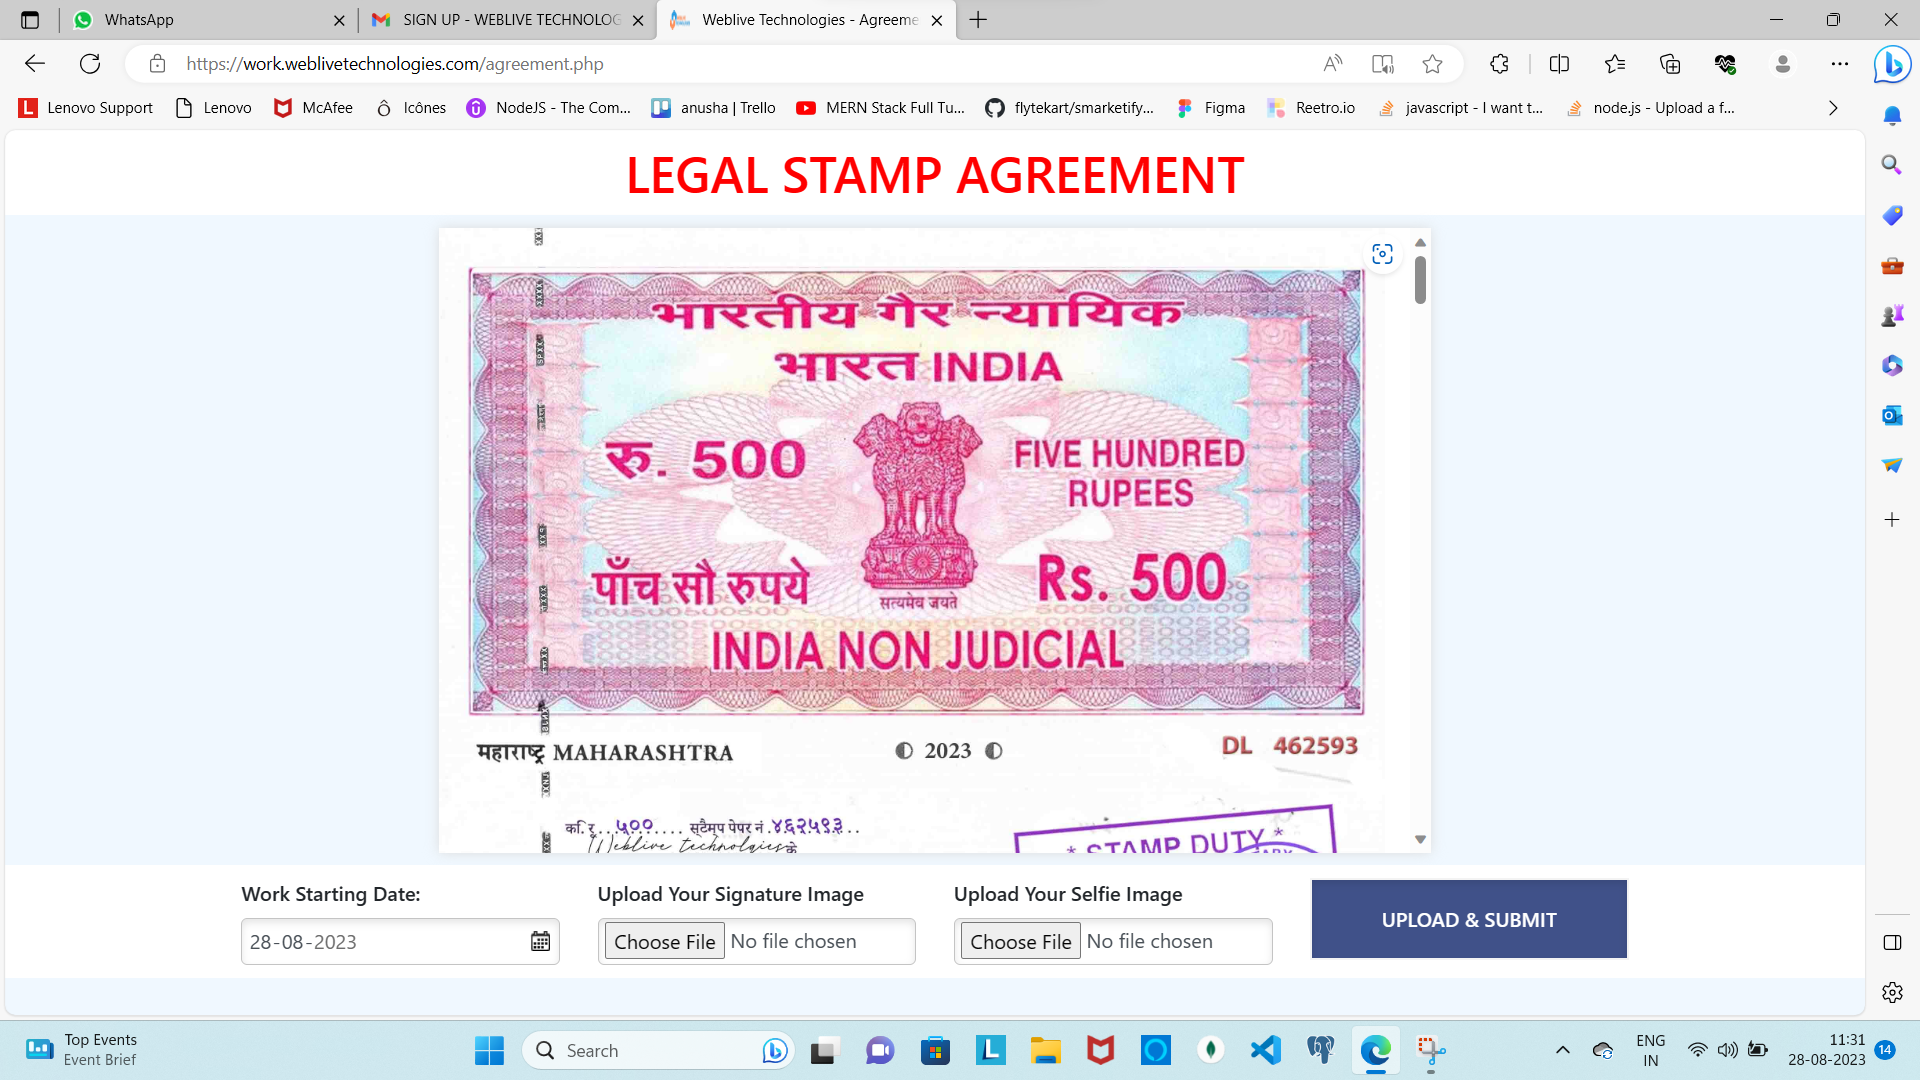 WhatsApp
SIGN UP - WEBLIVE TECHNOLOG
Weblive Technologies - Agreeme
https://work.weblivetechnologies.com/agreement.php
Lenovo Support
Lenovo
McAfee
Icônes
NodeJS - The Com...
anusha | Trello
MERN Stack Full Tu...
flytekart/smarketify...
Figma
Reetro.io
javascript - I want t...
node.js - Upload a f...
LEGAL STAMP AGREEMENT
भारतीय गैर न्यायिक
भारत INDIA
रु. 500
FIVE HUNDRED
RUPEES
पाँच सौ रुपये
Rs. 500
सत्यमेव जयते
INDIA NON JUDICIAL
महाराष्ट्र MAHARASHTRA
2023
DL 462593
५०० .... स्टैम्प पेपर नं .४६२५९३..
Weblive technolgies के
* STAMP DUTY *
Work Starting Date:
28-08-2023
Upload Your Signature Image
Choose File No file chosen
Upload Your Selfie Image
Choose File No file chosen
UPLOAD & SUBMIT
Top Events
Event Brief
Search
ENG
IN
11:31
28-08-2023
14